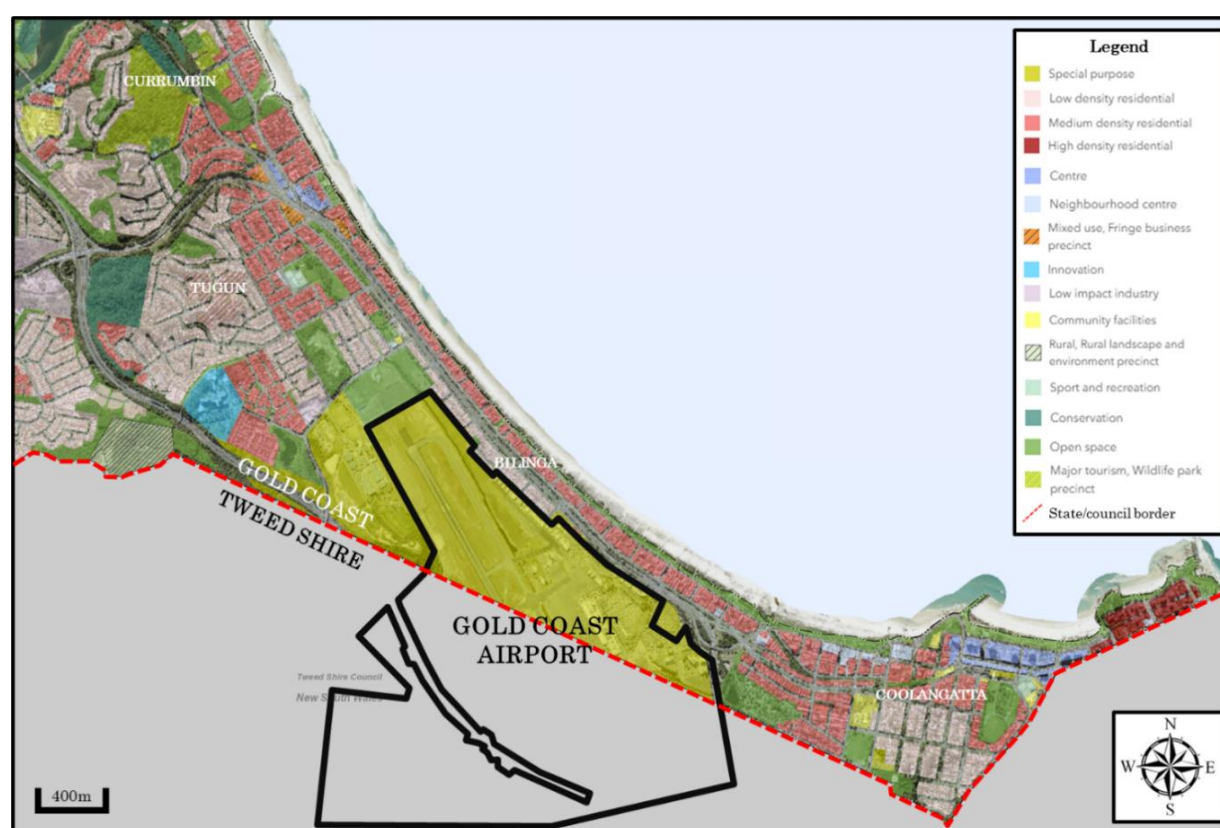 CURRUMBIN
TUGUN
BILINGA
GOLD COAST
TWEED SHIRE
GOLD COAST
AIRPORT
Tweed Shire Council
New South Wales
COOLANGATTA
400m
Legend
Special purpose
Low density residential
Medium density residential
High density residential
Centre
Neighbourhood centre
Mixed use, Fringe business
precinct
Innovation
Low impact industry
Community facilities
Rural, Rural landscape and
environment precinct
Sport and recreation
Conservation
Open space
Major tourism, Wildlife park
precinct
State/council border
N
W
E
S